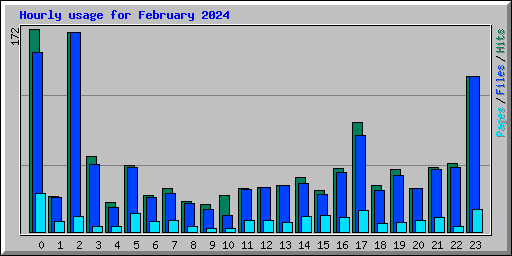 Hourly usage for February 2024
172
Pages/Files/Hits
0 1 2 3 4 5 6 7 8 9 10 11 12 13 14 15 16 17 18 19 20 21 22 23